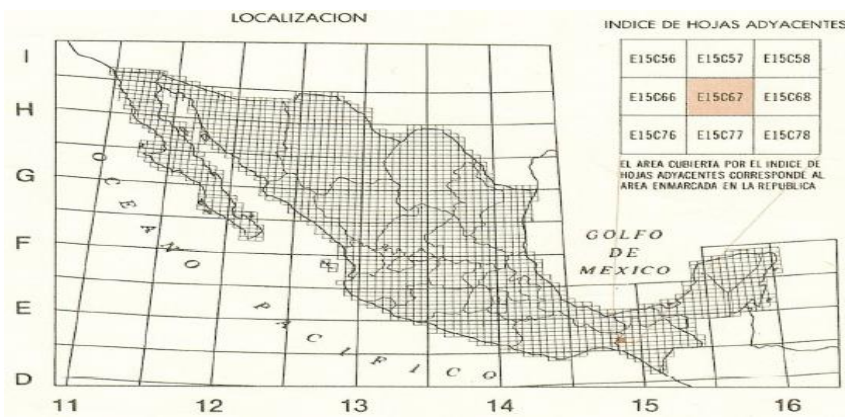 LOCALIZACION
INDICE DE HOJAS ADYACENTES
E15C56 E15C57 E15C58
E15C66 E15C67 E15C68
E15C76 E15C77 E15C78
EL AREA CUBIERTA POR EL INDICE DE
HOJAS ADYACENTES CORRESPONDE AL
AREA ENMARCADA EN LA REPUBLICA
I
H
G
F
E
D
OCEANO PACIFICO
GOLFO
DE
MEXICO
11 12 13 14 15 16